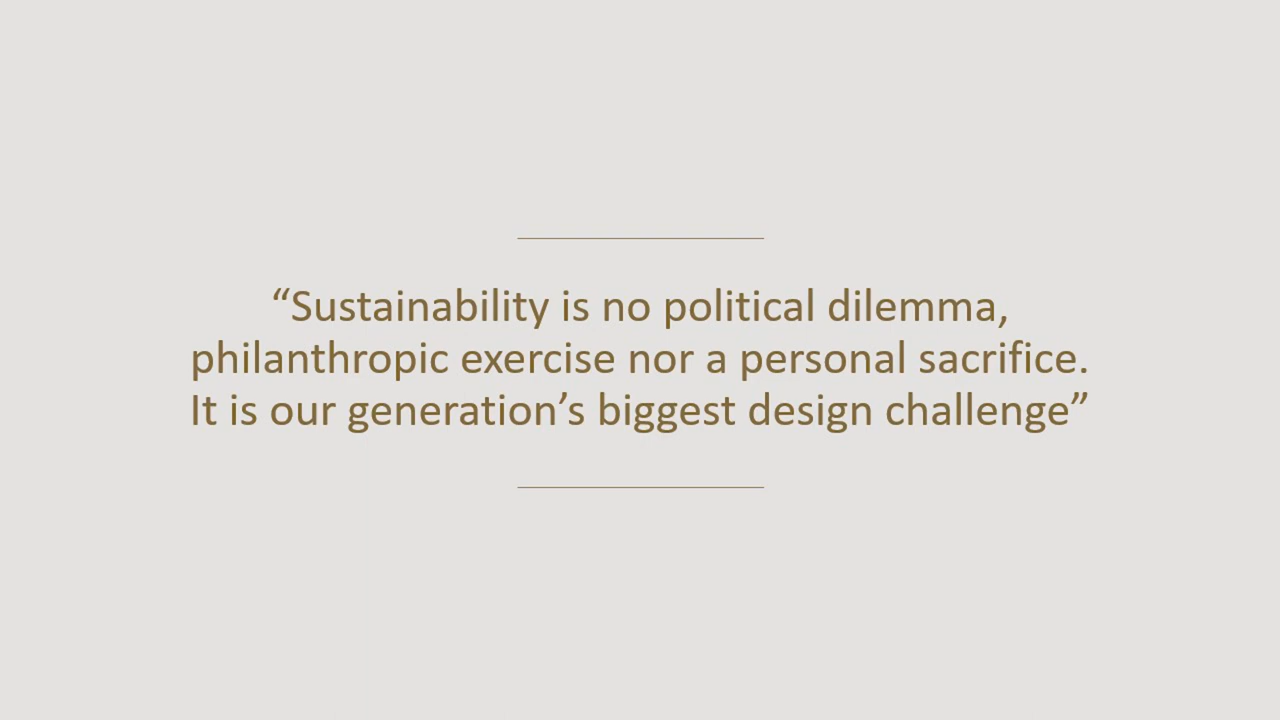 “Sustainability is no political dilemma,
philanthropic exercise nor a personal sacrifice.
It is our generation’s biggest design challenge”